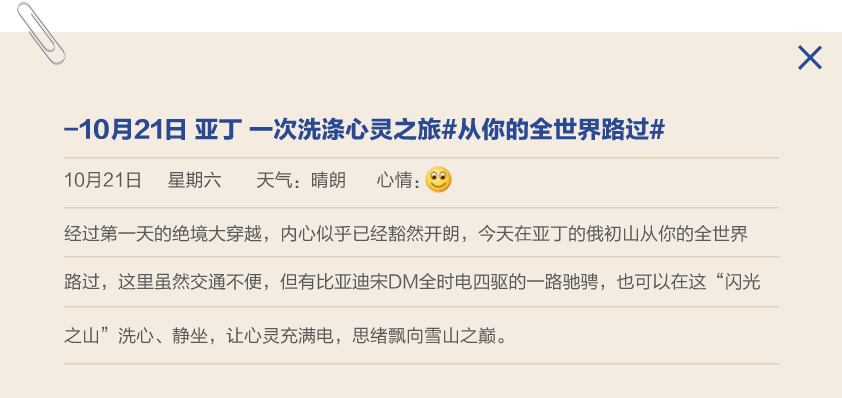 -10月21日 亚丁 一次洗涤心灵之旅#从你的全世界路过#
10月21日 星期六 天气：晴朗 心情：
经过第一天的绝境大穿越，内心似乎已经豁然开朗，今天在亚丁的俄初山从你的全世界
路过，这里虽然交通不便，但有比亚迪宋DM全时电四驱的一路驰骋，也可以在这“闪光
之山”洗心、静坐，让心灵充满电，思绪飘向雪山之巅。